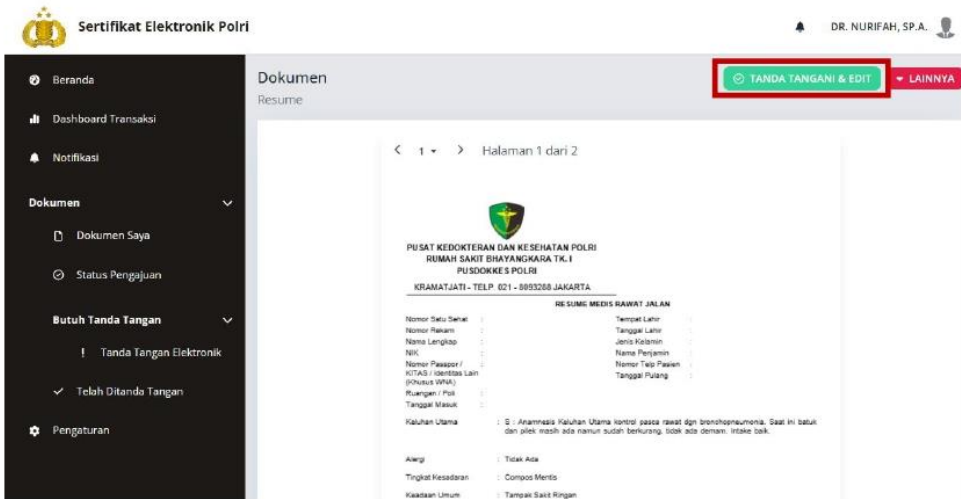 Sertifikat Elektronik Polri
DR. NURIFAH, SP.A.
Beranda
Dashboard Transaksi
Notifikasi
Dokumen
Dokumen Saya
Status Pengajuan
Butuh Tanda Tangan
! Tanda Tangan Elektronik
Telah Ditanda Tangan
Pengaturan
Dokumen
Resume
TANDA TANGANI & EDIT
LAINNYA
1
Halaman 1 dari 2
PUSAT KEDOKTERAN DAN KESEHATAN POLRI
RUMAH SAKIT BHAYANGKARA TK. I
PUSDOKKES POLRI
KRAMATJATI - TELP. 021 - 8093288 JAKARTA
RESUME MEDIS RAWAT JALAN
Nomor Satu Sehat :
Nomor Rekam :
Nama Lengkap :
NIK :
Nomor Paspor / :
KITAS / Identitas Lain
(Khusus WNA)
Ruangan / Poli :
Tanggal Masuk :
Tempat Lahir :
Tanggal Lahir :
Jenis Kelamin :
Nama Penjamin :
Nomor Telp Pasien :
Tanggal Pulang :
Keluhan Utama : S : Anamnesis Keluhan Utama kontrol pasca rawat dgn bronchopneumonia. Saat ini batuk
dan pilek masih ada namun sudah berkurang, tidak ada demam. Intake baik.
Alergi : Tidak Ada
Tingkat Kesadaran : Compos Mentis
Keadaan Umum : Tampak Sakit Ringan